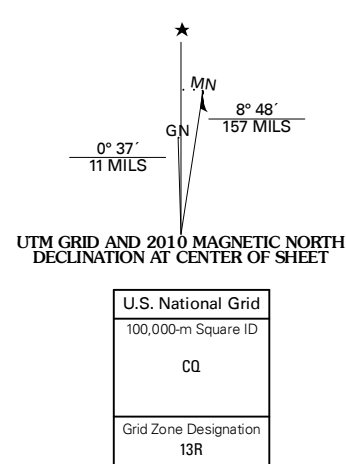 MN
8° 48´
157 MILS
GN
0° 37´
11 MILS
UTM GRID AND 2010 MAGNETIC NORTH
DECLINATION AT CENTER OF SHEET
U.S. National Grid
100,000-m Square ID
CQ
Grid Zone Designation
13R